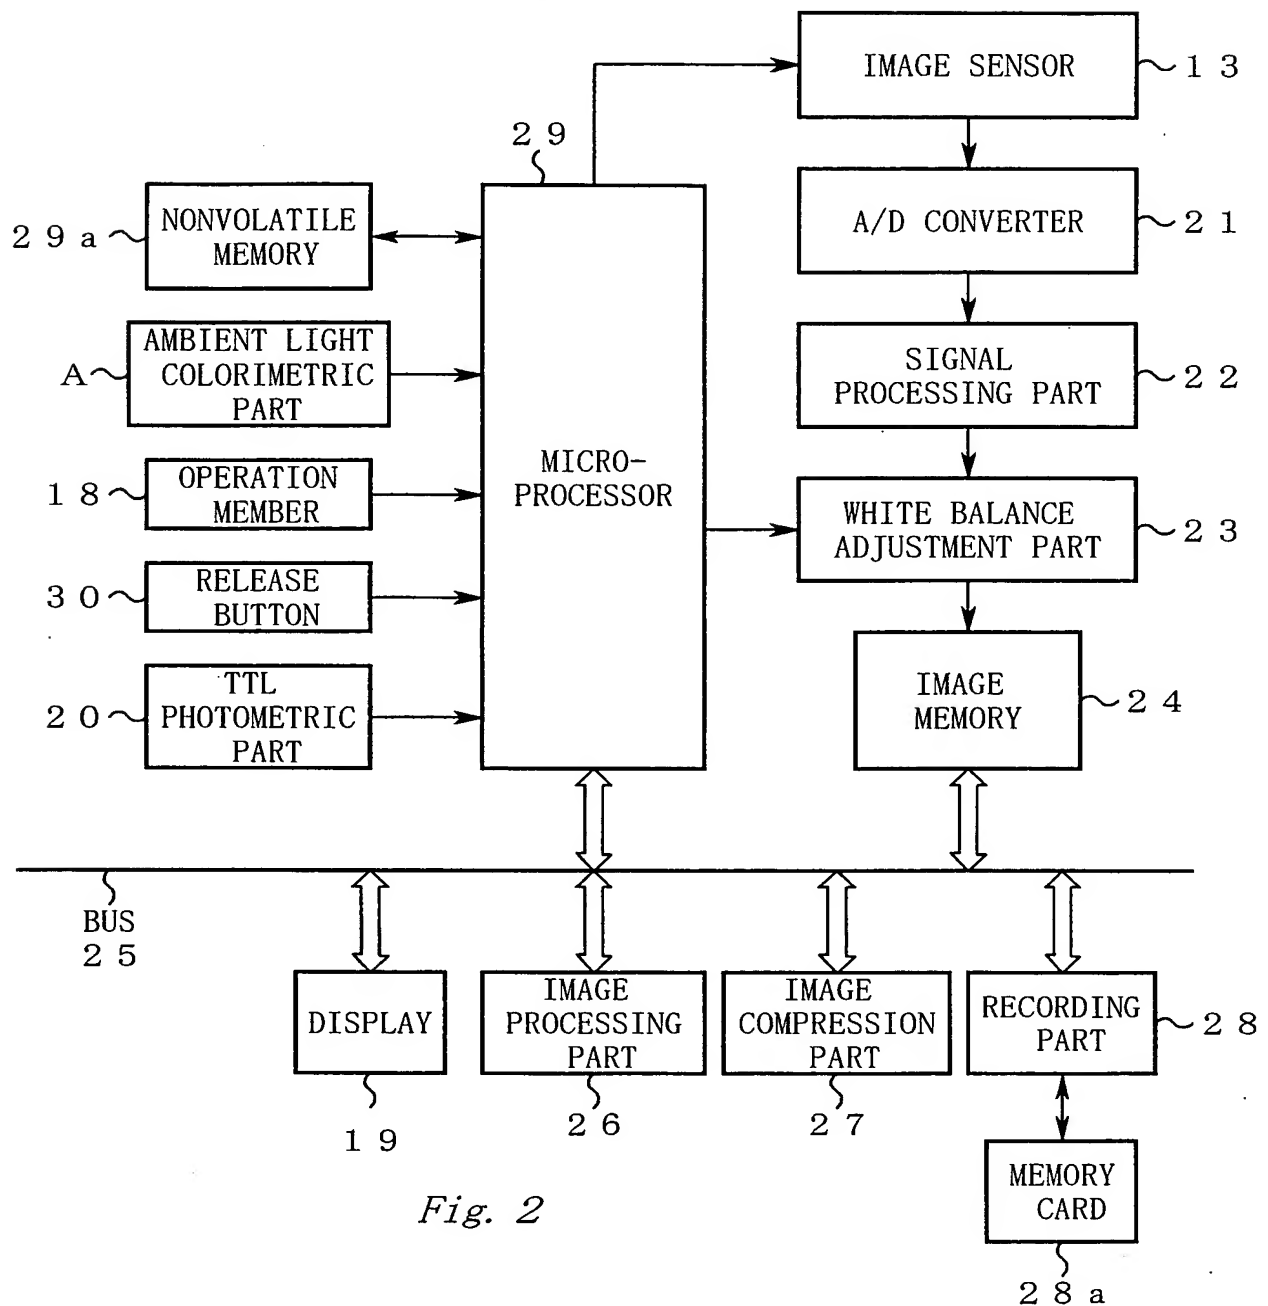 IMAGE SENSOR
13
29
NONVOLATILE
MEMORY
29a
A/D CONVERTER
21
AMBIENT LIGHT
COLORIMETRIC
PART
A
SIGNAL
PROCESSING PART
22
MICRO-
PROCESSOR
OPERATION
MEMBER
18
WHITE BALANCE
ADJUSTMENT PART
23
RELEASE
BUTTON
30
TTL
PHOTOMETRIC
PART
20
IMAGE
MEMORY
24
BUS
25
DISPLAY
19
IMAGE
PROCESSING
PART
26
IMAGE
COMPRESSION
PART
27
RECORDING
PART
28
MEMORY
CARD
28a
Fig. 2